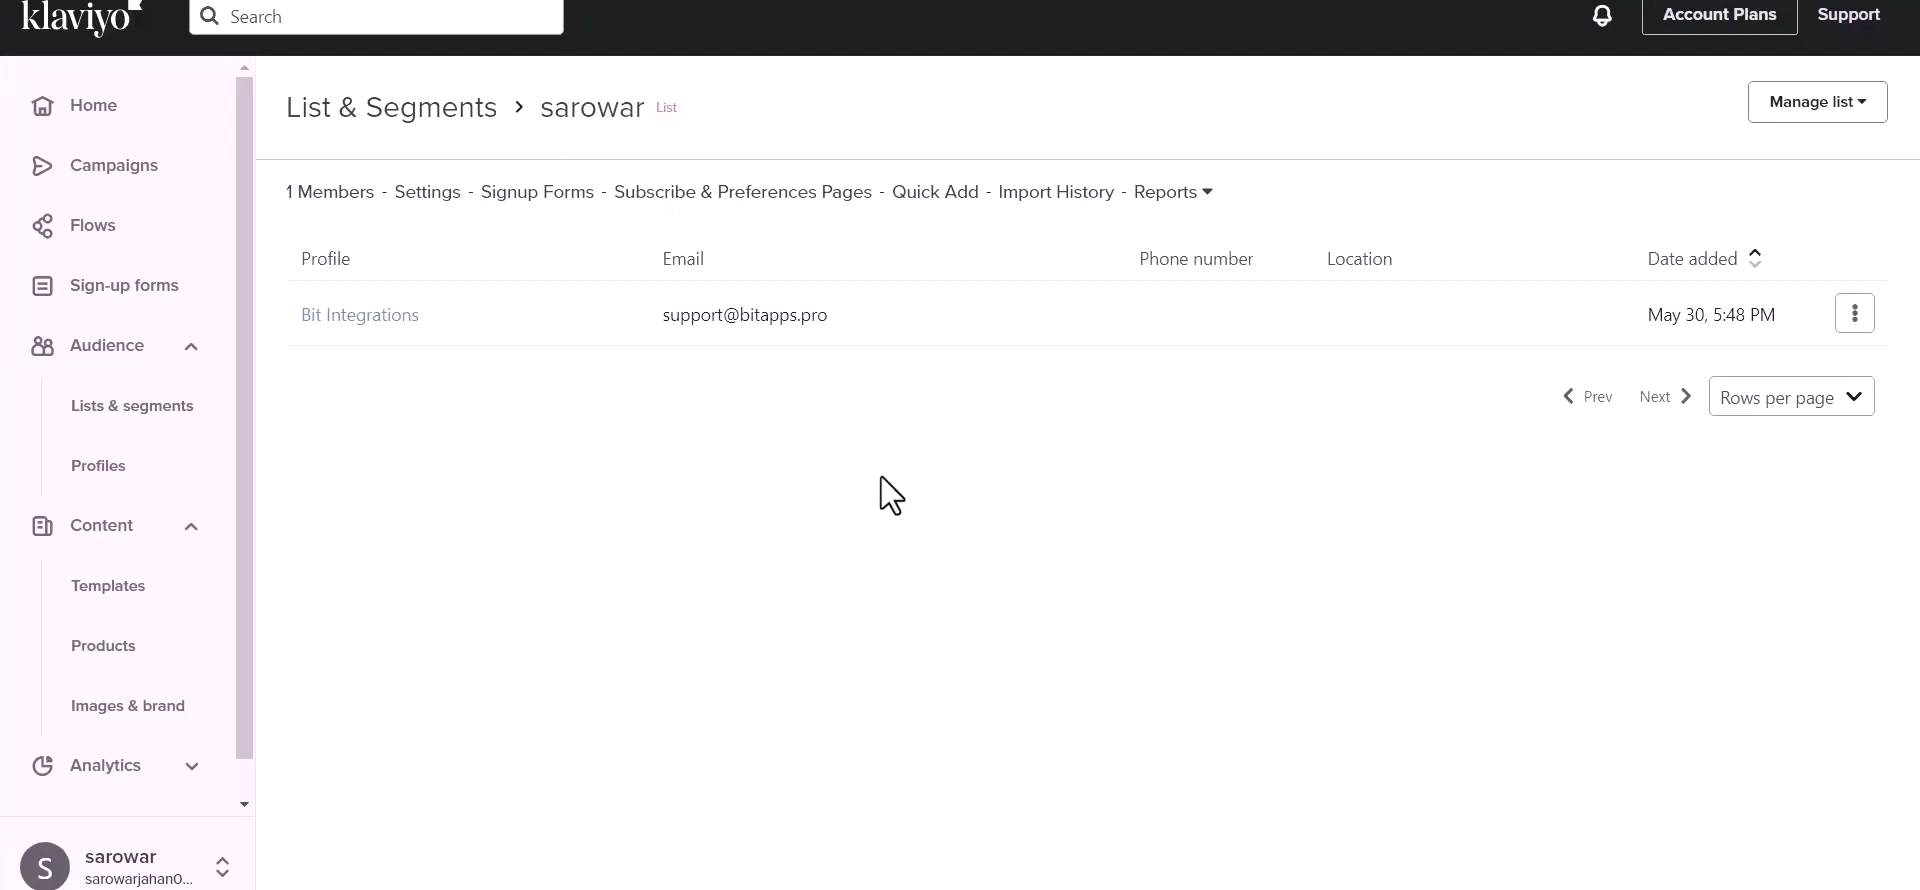 klaviyo
Search
Account Plans
Support
Home
Campaigns
Flows
Sign-up forms
Audience
Lists & segments
Profiles
Content
Templates
Products
Images & brand
Analytics
S
sarowar
sarowarjahan0...
List & Segments > sarowar List
Manage list
1 Members - Settings - Signup Forms - Subscribe & Preferences Pages - Quick Add - Import History - Reports
Profile Email Phone number Location Date added
Bit Integrations support@bitapps.pro May 30, 5:48 PM
Prev Next Rows per page